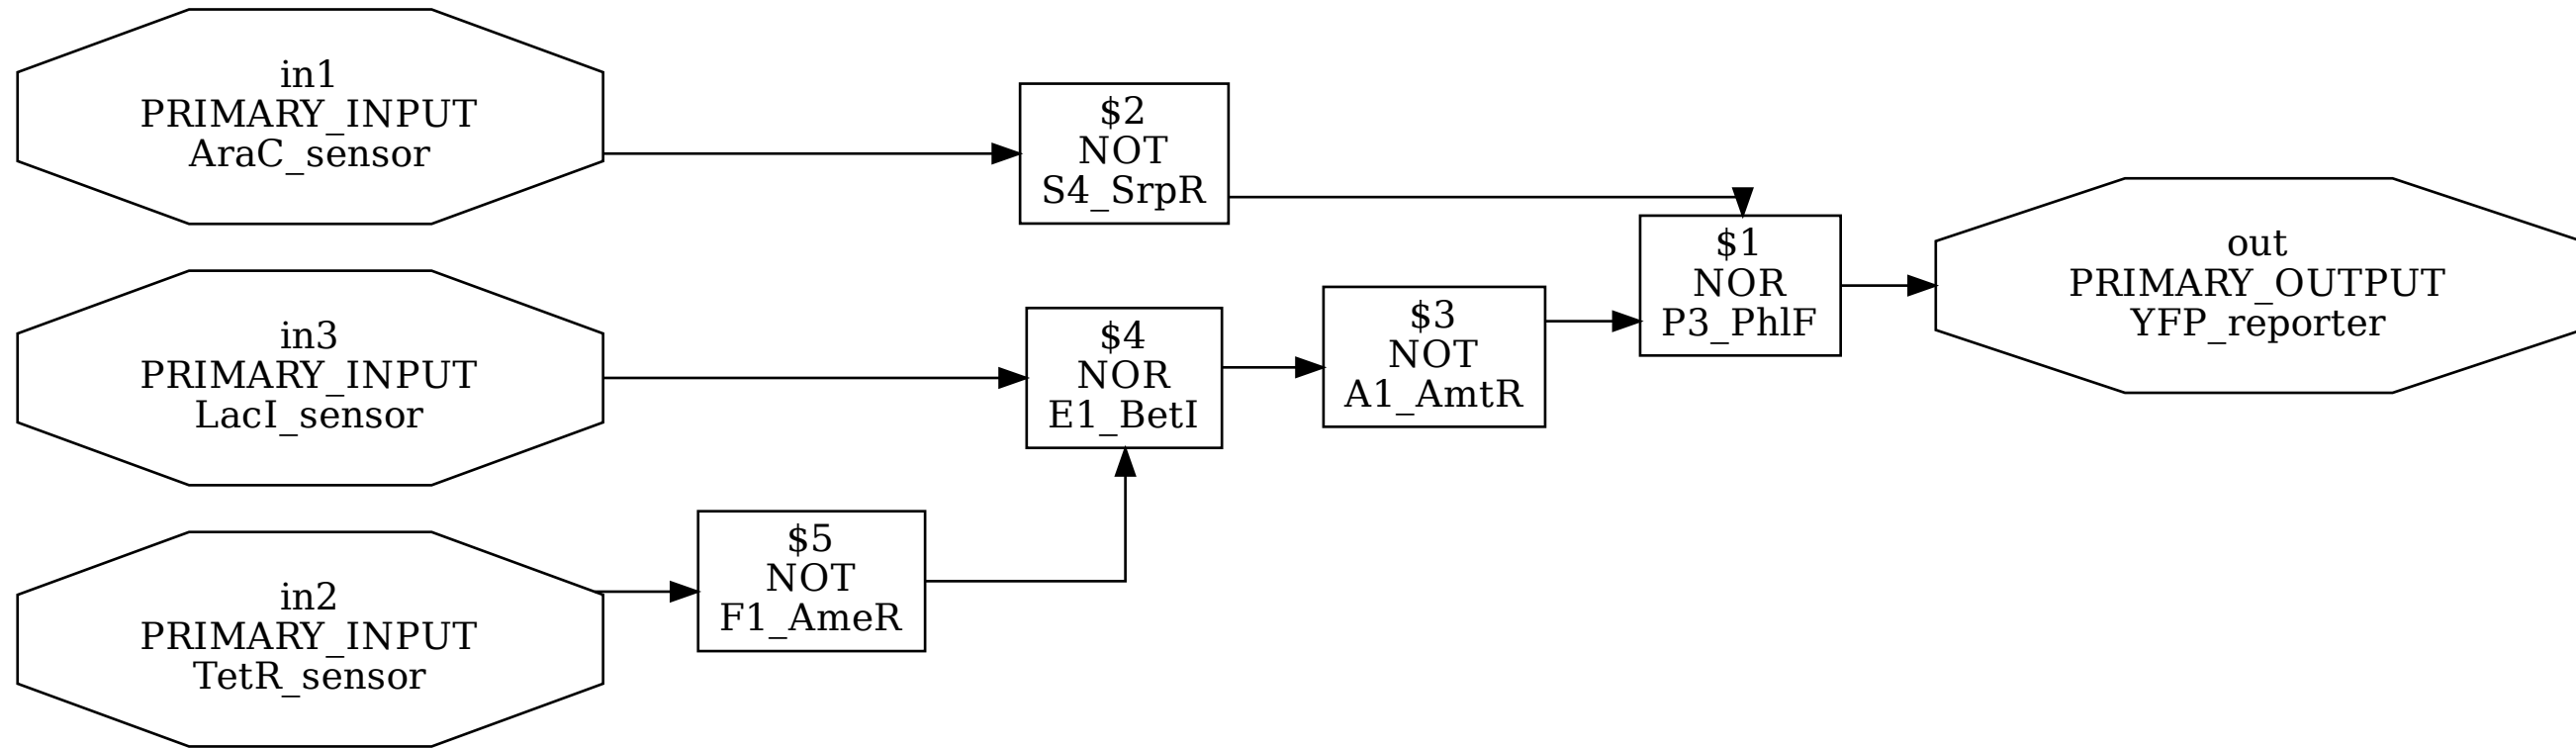 in1
PRIMARY_INPUT
AraC_sensor
$2
NOT
S4_SrpR
$1
NOR
P3_PhlF
out
PRIMARY_OUTPUT
YFP_reporter
in3
PRIMARY_INPUT
LacI_sensor
$4
NOR
E1_BetI
$3
NOT
A1_AmtR
in2
PRIMARY_INPUT
TetR_sensor
$5
NOT
F1_AmeR